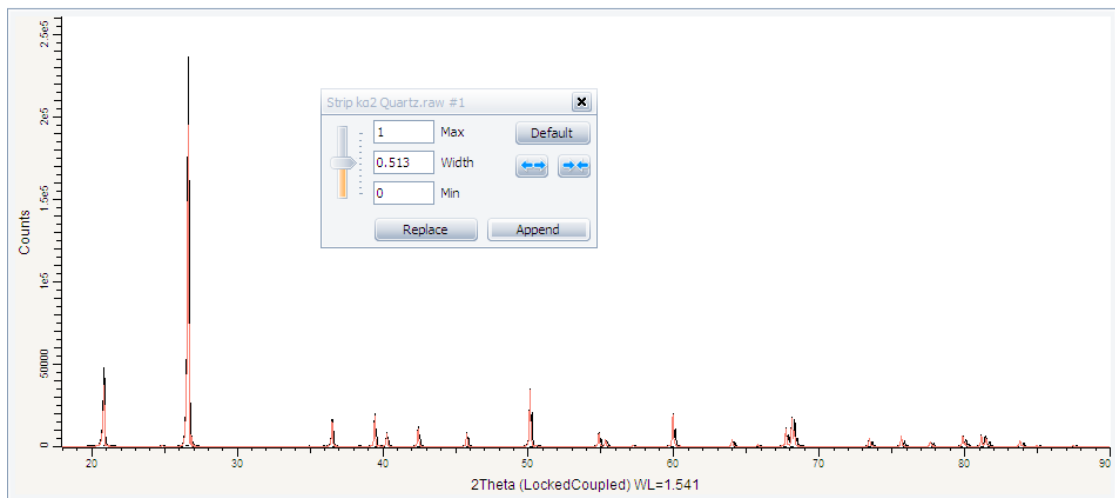 Strip kα2 Quartz.raw #1
1 Max
Default
0.513 Width
0 Min
Replace
Append
Counts
2.5e5
2e5
1.5e5
1e5
50000
0
20 30 40 50 60 70 80 90
2Theta (LockedCoupled) WL=1.541